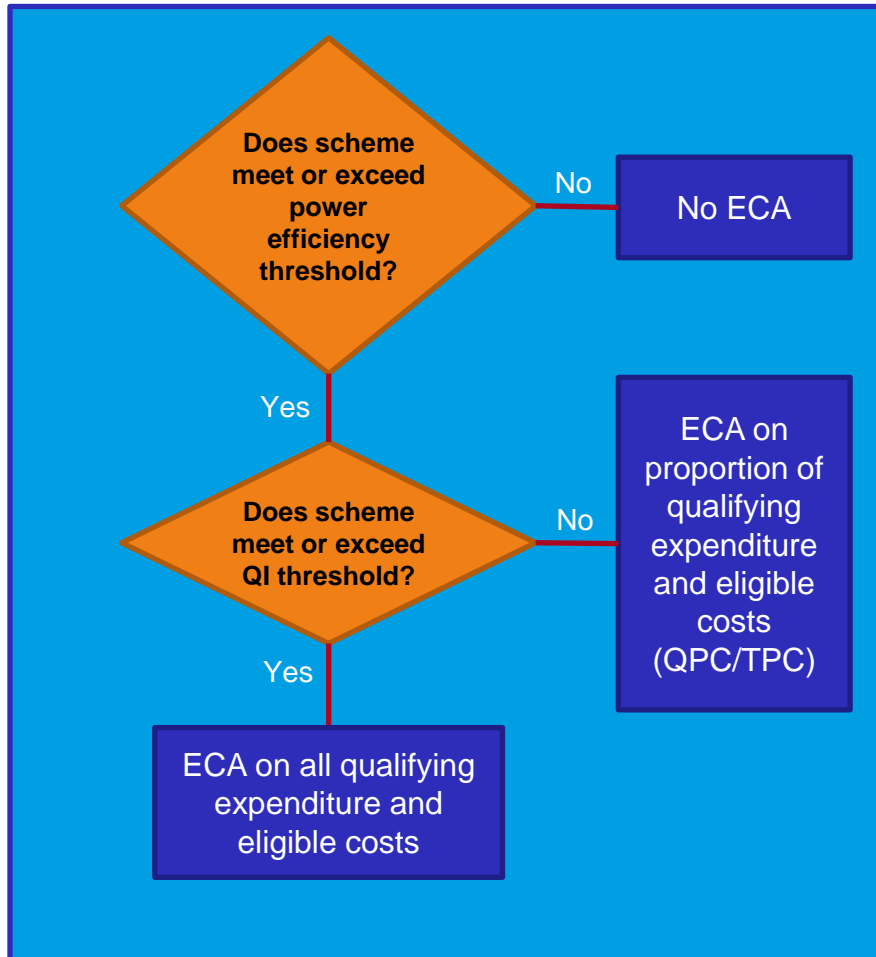 Does scheme
meet or exceed
power
efficiency
threshold?
No
No ECA
Yes
Does scheme
meet or exceed
QI threshold?
No
ECA on
proportion of
qualifying
expenditure
and eligible
costs
(QPC/TPC)
Yes
ECA on all qualifying
expenditure and
eligible costs